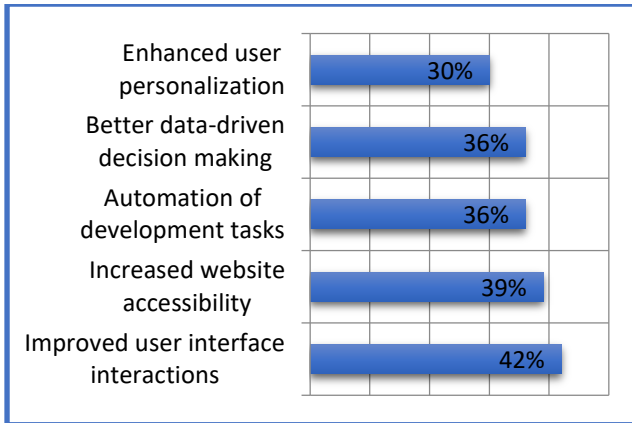 Enhanced user
personalization
30%
Better data-driven
decision making
36%
Automation of
development tasks
36%
Increased website
accessibility
39%
Improved user interface
interactions
42%